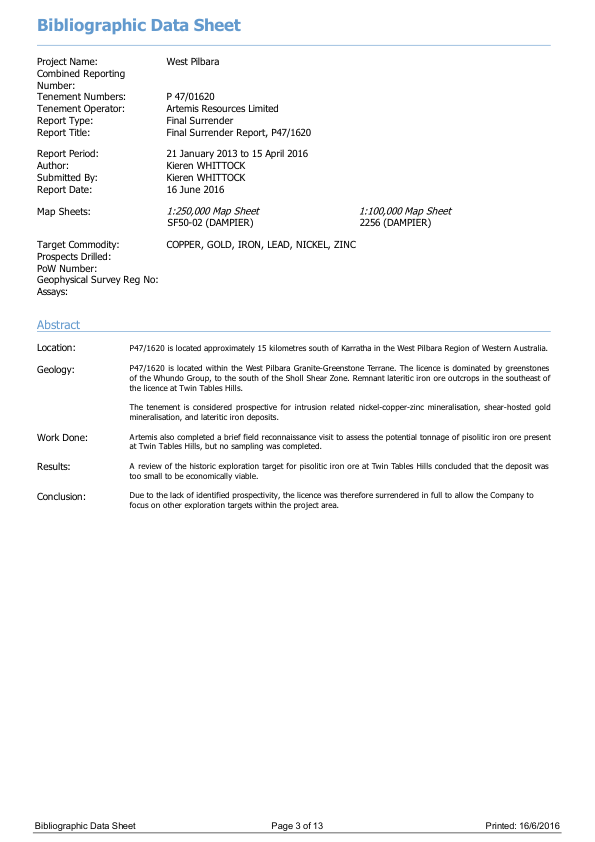 Bibliographic Data Sheet
Project Name: West Pilbara
Combined Reporting
Number:
Tenement Numbers: P 47/01620
Tenement Operator: Artemis Resources Limited
Report Type: Final Surrender
Report Title: Final Surrender Report, P47/1620
Report Period: 21 January 2013 to 15 April 2016
Author: Kieren WHITTOCK
Submitted By: Kieren WHITTOCK
Report Date: 16 June 2016
Map Sheets: 1:250,000 Map Sheet 1:100,000 Map Sheet
SF50-02 (DAMPIER) 2256 (DAMPIER)
Target Commodity: COPPER, GOLD, IRON, LEAD, NICKEL, ZINC
Prospects Drilled:
PoW Number:
Geophysical Survey Reg No:
Assays:
Abstract
Location: P47/1620 is located approximately 15 kilometres south of Karratha in the West Pilbara Region of Western Australia.
Geology: P47/1620 is located within the West Pilbara Granite-Greenstone Terrane. The licence is dominated by greenstones
of the Whundo Group, to the south of the Sholl Shear Zone. Remnant lateritic iron ore outcrops in the southeast of
the licence at Twin Tables Hills.
The tenement is considered prospective for intrusion related nickel-copper-zinc mineralisation, shear-hosted gold
mineralisation, and lateritic iron deposits.
Work Done: Artemis also completed a brief field reconnaissance visit to assess the potential tonnage of pisolitic iron ore present
at Twin Tables Hills, but no sampling was completed.
Results: A review of the historic exploration target for pisolitic iron ore at Twin Tables Hills concluded that the deposit was
too small to be economically viable.
Conclusion: Due to the lack of identified prospectivity, the licence was therefore surrendered in full to allow the Company to
focus on other exploration targets within the project area.
Bibliographic Data Sheet Page 3 of 13 Printed: 16/6/2016